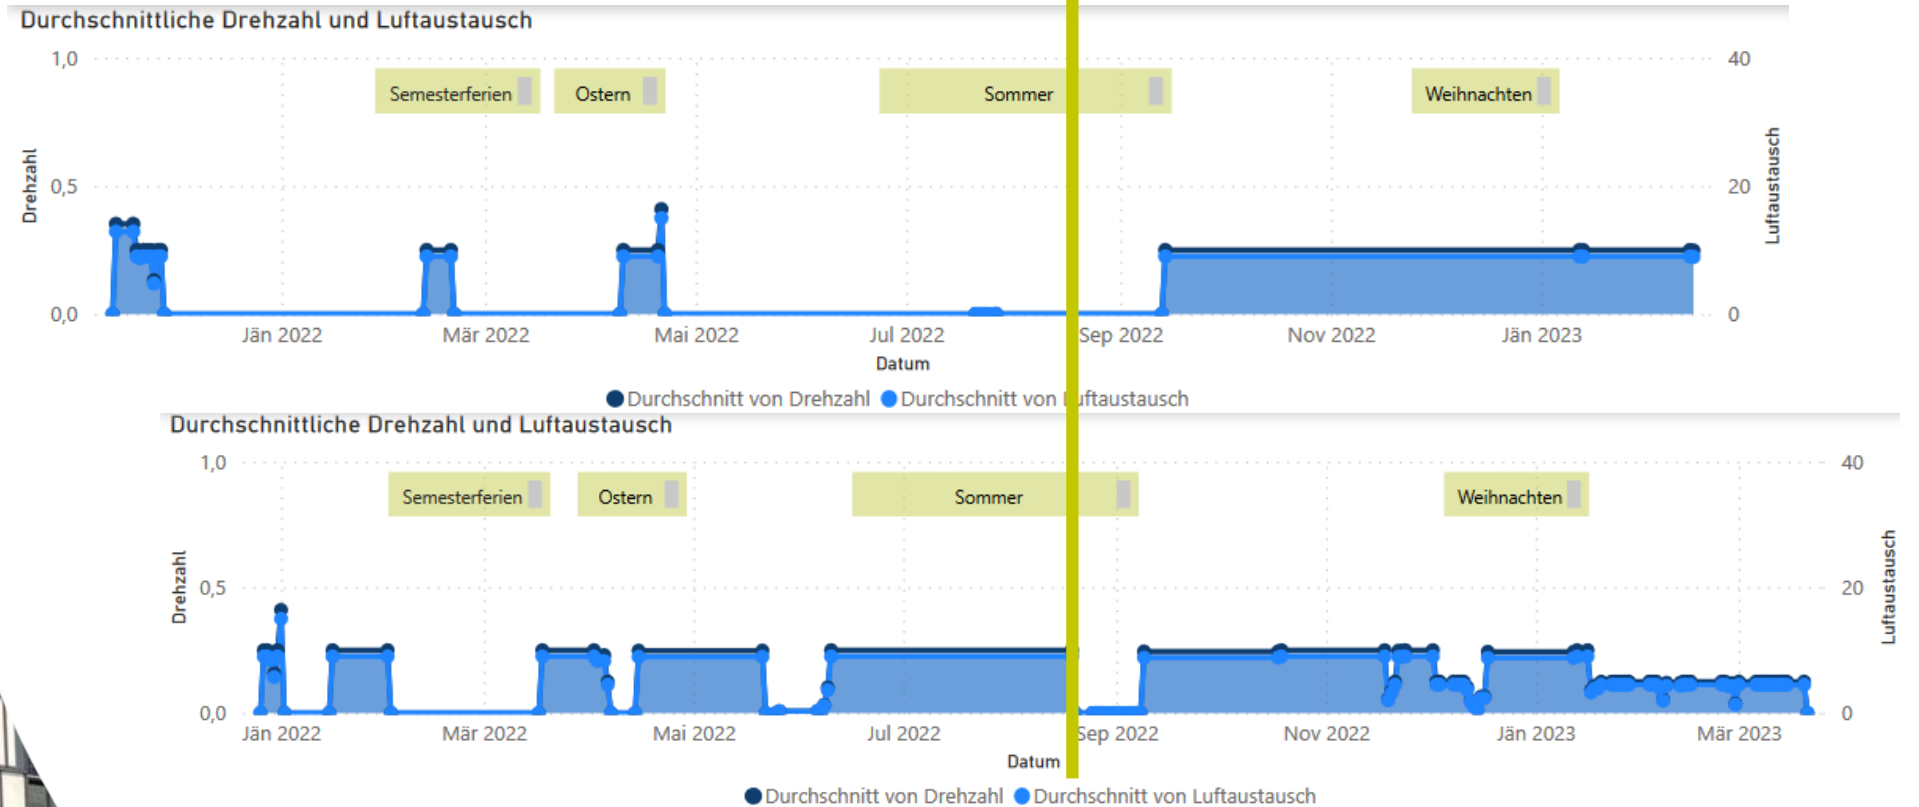 Durchschnittliche Drehzahl und Luftaustausch
1,0
40
Semesterferien
Ostern
Sommer
Weihnachten
Drehzahl
0,5
20
Luftaustausch
0,0
0
Jän 2022
Mär 2022
Mai 2022
Jul 2022
Sep 2022
Nov 2022
Jän 2023
Datum
Durchschnitt von Drehzahl
Durchschnitt von Luftaustausch
Durchschnittliche Drehzahl und Luftaustausch
1,0
40
Semesterferien
Ostern
Sommer
Weihnachten
Drehzahl
0,5
20
Luftaustausch
0,0
0
Jän 2022
Mär 2022
Mai 2022
Jul 2022
Sep 2022
Nov 2022
Jän 2023
Mär 2023
Datum
Durchschnitt von Drehzahl
Durchschnitt von Luftaustausch